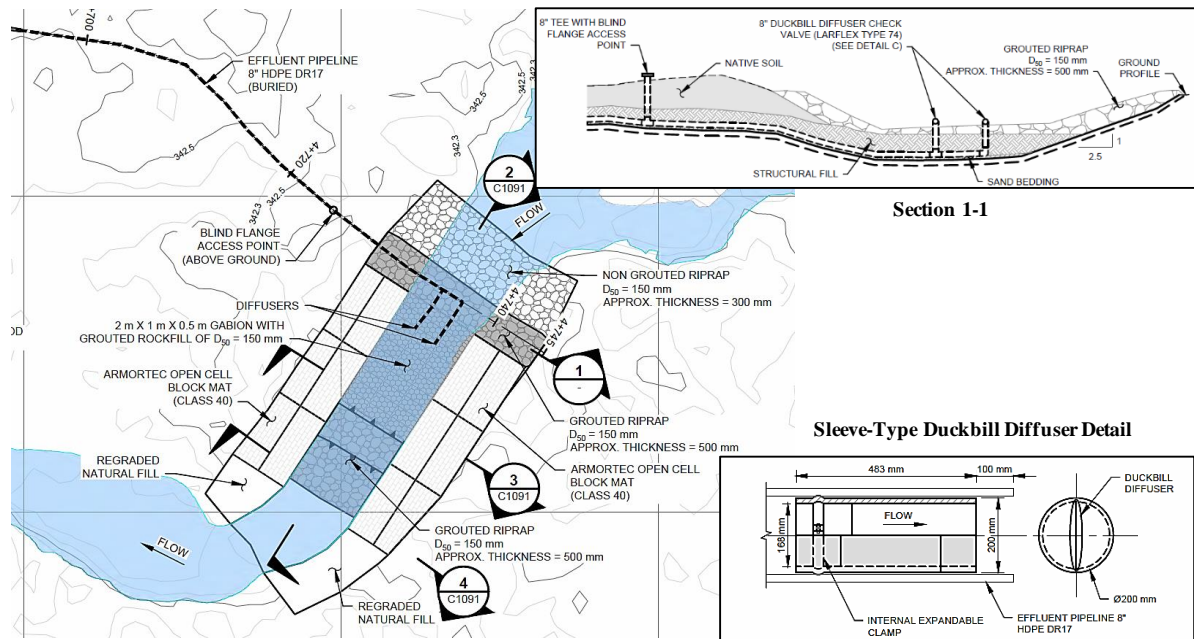 4+700
EFFLUENT PIPELINE
8" HDPE DR17
(BURIED)
342.5
342.5
342.3
342.5
342.3
4+720
342.5
342.3
342.3
2
C1091
FLOW
BLIND FLANGE
ACCESS POINT
(ABOVE GROUND)
NON GROUTED RIPRAP
D50 = 150 mm
APPROX. THICKNESS = 300 mm
DIFFUSERS
4+740
4+745
OD
2 m X 1 m X 0.5 m GABION WITH
GROUTED ROCKFILL OF D50 = 150 mm
1
-
ARMORTEC OPEN CELL
BLOCK MAT
(CLASS 40)
GROUTED RIPRAP
D50 = 150 mm
APPROX. THICKNESS = 500 mm
REGRADED
NATURAL FILL
ARMORTEC OPEN CELL
BLOCK MAT
(CLASS 40)
3
C1091
GROUTED RIPRAP
D50 = 150 mm
APPROX. THICKNESS = 500 mm
FLOW
4
C1091
REGRADED
NATURAL FILL
8" TEE WITH BLIND
FLANGE ACCESS
POINT
NATIVE SOIL
8" DUCKBILL DIFFUSER CHECK
VALVE (LARFLEX TYPE 74)
(SEE DETAIL C)
GROUTED RIPRAP
D50 = 150 mm
APPROX. THICKNESS = 500 mm
GROUND
PROFILE
1
2.5
STRUCTURAL FILL
SAND BEDDING
Section 1-1
Sleeve-Type Duckbill Diffuser Detail
483 mm
100 mm
DUCKBILL
DIFFUSER
FLOW
168 mm
200 mm
Ø200 mm
INTERNAL EXPANDABLE
CLAMP
EFFLUENT PIPELINE 8"
HDPE DR17